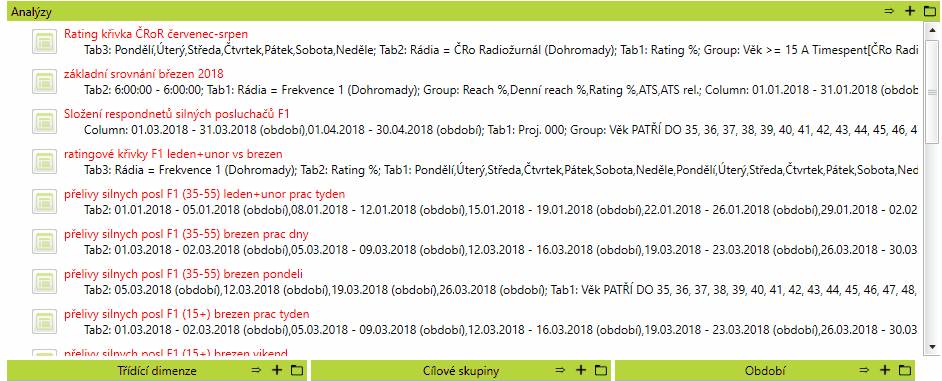 Analýzy
Rating křivka ČRoR červenec-srpen
Tab3: Pondělí,Úterý,Středa,Čtvrtek,Pátek,Sobota,Neděle; Tab2: Rádia = ČRo Radiožurnál (Dohromady); Tab1: Rating %; Group: Věk >= 15 A Timespent[ČRo Radi
základní srovnání březen 2018
Tab2: 6:00:00 - 6:00:00; Tab1: Rádia = Frekvence 1 (Dohromady); Group: Reach %,Denní reach %,Rating %,ATS,ATS rel.; Column: 01.01.2018 - 31.01.2018 (obdob
Složení respondnetů silných posluchačů F1
Column: 01.03.2018 - 31.03.2018 (období),01.04.2018 - 30.04.2018 (období); Tab1: Proj. 000; Group: Věk PATŘÍ DO 35, 36, 37, 38, 39, 40, 41, 42, 43, 44, 45, 46, 4
ratingové křivky F1 leden+unor vs brezen
Tab3: Rádia = Frekvence 1 (Dohromady); Tab2: Rating %; Tab1: Pondělí,Úterý,Středa,Čtvrtek,Pátek,Sobota,Neděle,Pondělí,Úterý,Středa,Čtvrtek,Pátek,Sobota,Ned
přelivy silnych posl F1 (35-55) leden+unor prac tyden
Tab2: 01.01.2018 - 05.01.2018 (období),08.01.2018 - 12.01.2018 (období),15.01.2018 - 19.01.2018 (období),22.01.2018 - 26.01.2018 (období),29.01.2018 - 02.02
přelivy silnych posl F1 (35-55) brezen prac dny
Tab2: 01.03.2018 - 02.03.2018 (období),05.03.2018 - 09.03.2018 (období),12.03.2018 - 16.03.2018 (období),19.03.2018 - 23.03.2018 (období),26.03.2018 - 30.03
přelivy silnych posl F1 (35-55) brezen pondeli
Tab2: 05.03.2018 (období),12.03.2018 (období),19.03.2018 (období),26.03.2018 (období); Tab1: Věk PATŘÍ DO 35, 36, 37, 38, 39, 40, 41, 42, 43, 44, 45, 46, 47, 48,
přelivy silnych posl F1 (15+) brezen prac tyden
Tab2: 01.03.2018 - 02.03.2018 (období),05.03.2018 - 09.03.2018 (období),12.03.2018 - 16.03.2018 (období),19.03.2018 - 23.03.2018 (období),26.03.2018 - 30.03
přelivy silnych posl F1 (15+) brezen vikend
Třídící dimenze
Cílové skupiny
Období